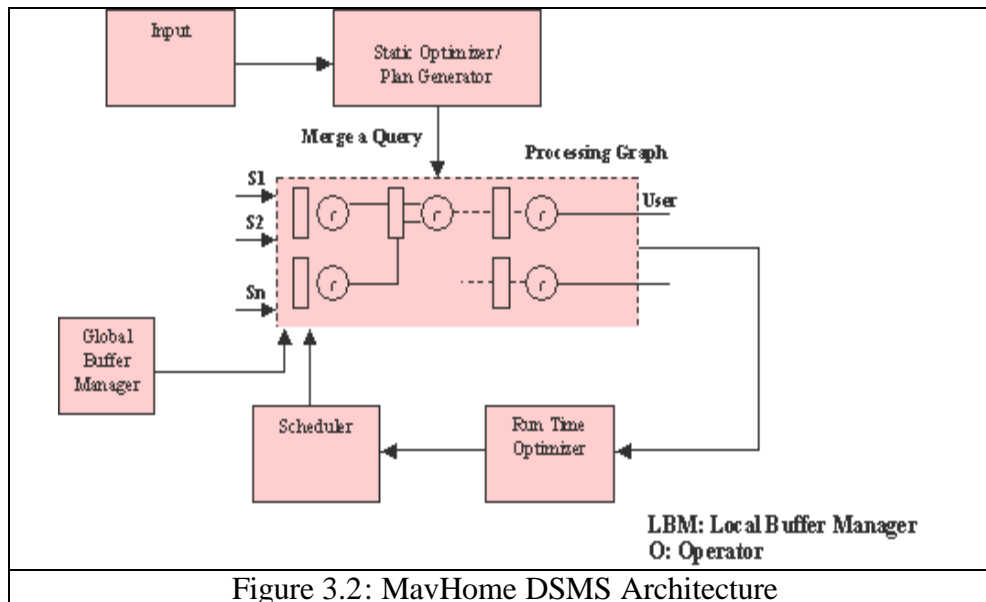 Input
Static Optimizer/
Plan Generator
Merge a Query
Processing Graph
S1
User
S2
Sn
r
r
r
r
r
Global
Buffer
Manager
Scheduler
Run Time
Optimizer
LBM: Local Buffer Manager
O: Operator
Figure 3.2: MavHome DSMS Architecture